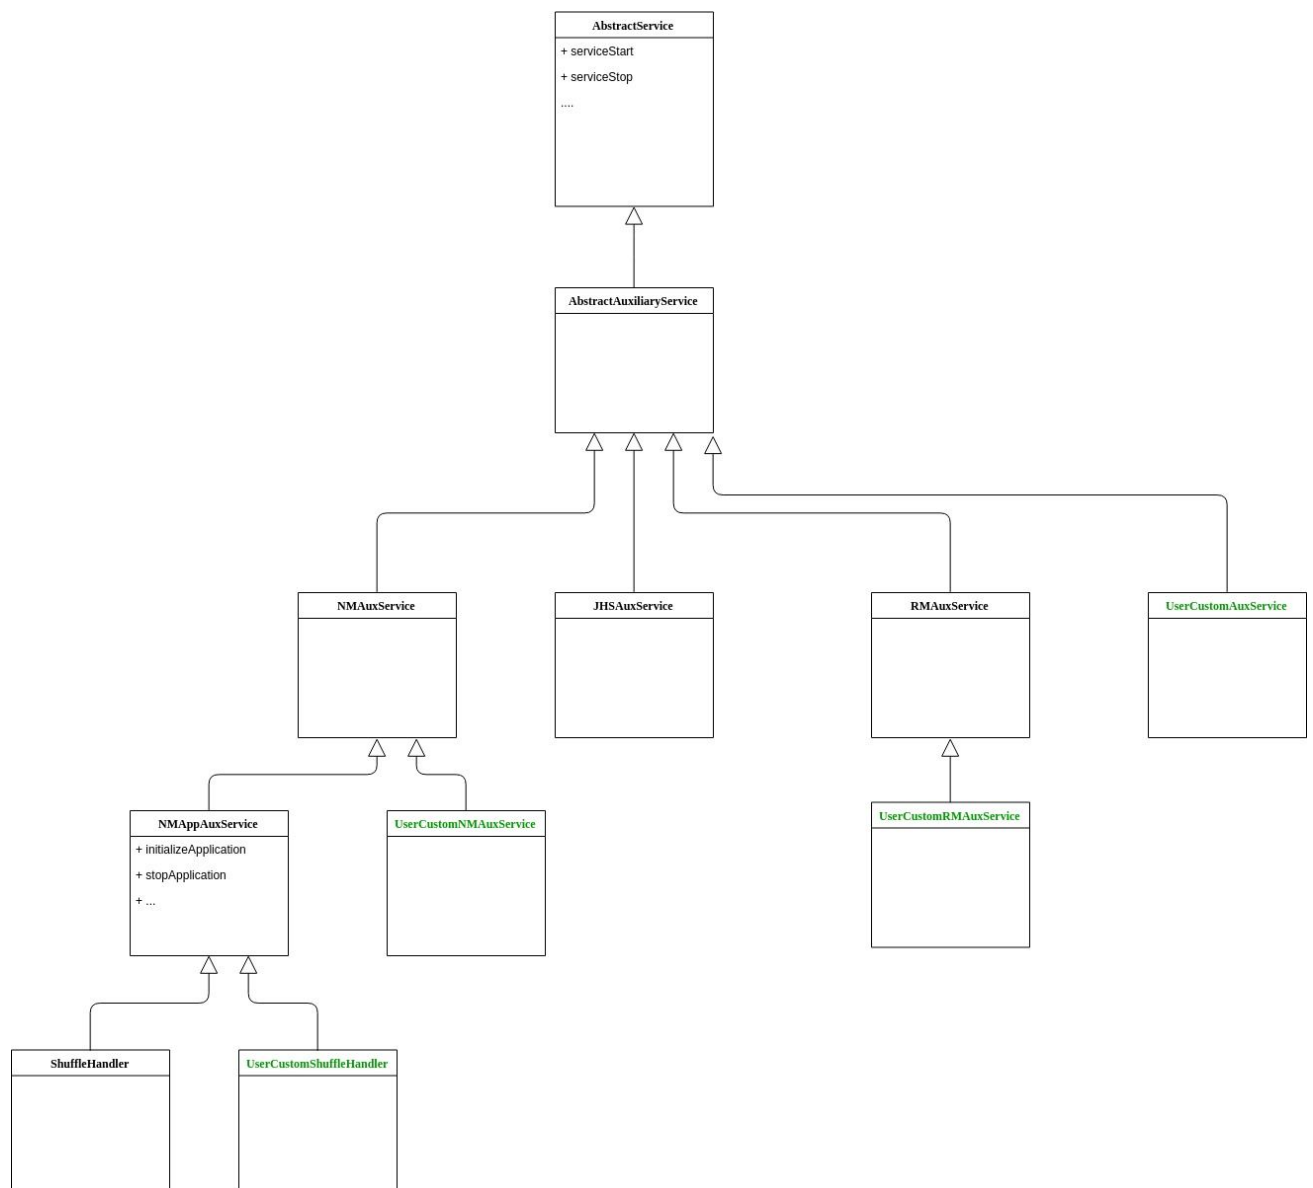 AbstractService
+ serviceStart
+ serviceStop
....
AbstractAuxiliaryService
NMAuxService
JHSAuxService
RMAuxService
UserCustomAuxService
NMAppAuxService
+ initializeApplication
+ stopApplication
+ ...
UserCustomNMAuxService
UserCustomRMAuxService
ShuffleHandler
UserCustomShuffleHandler